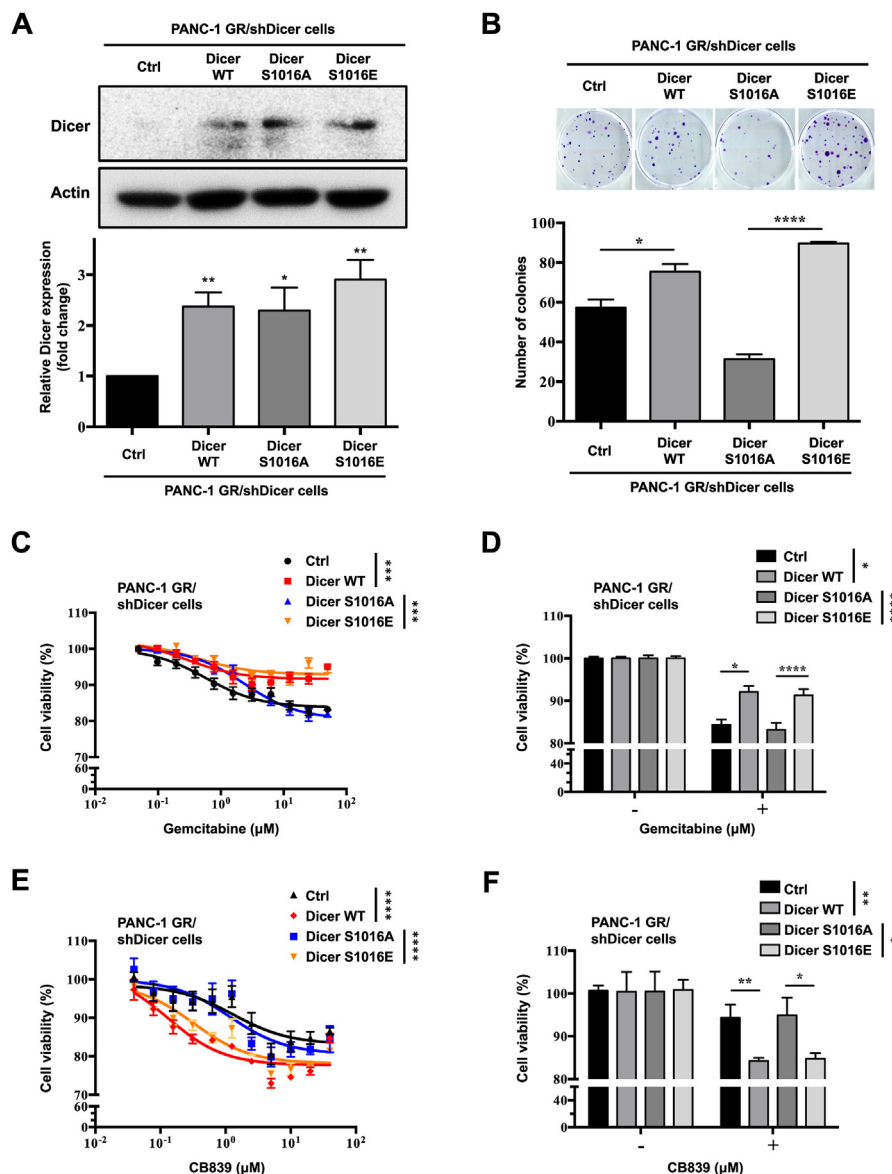 A
PANC-1 GR/shDicer cells
Ctrl
Dicer WT
Dicer S1016A
Dicer S1016E
Dicer
Actin
Relative Dicer expression
(fold change)
3
2
1
0
**
*
**
Ctrl
Dicer WT
Dicer S1016A
Dicer S1016E
PANC-1 GR/shDicer cells
B
PANC-1 GR/shDicer cells
Ctrl
Dicer WT
Dicer S1016A
Dicer S1016E
Number of colonies
100
80
60
40
20
0
*
****
Ctrl
Dicer WT
Dicer S1016A
Dicer S1016E
PANC-1 GR/shDicer cells
C
PANC-1 GR/
shDicer cells
Ctrl
Dicer WT
Dicer S1016A
Dicer S1016E
***
***
Cell viability (%)
110
100
90
80
70
60
0
10-2 10-1 100 101 102
Gemcitabine (µM)
D
PANC-1 GR/
shDicer cells
Ctrl
Dicer WT
Dicer S1016A
Dicer S1016E
*
****
Cell viability (%)
110
100
90
80
40
0
*
****
- +
Gemcitabine (µM)
E
PANC-1 GR/
shDicer cells
Ctrl
Dicer WT
Dicer S1016A
Dicer S1016E
****
****
Cell viability (%)
110
100
90
80
70
60
0
10-2 10-1 100 101 102
CB839 (µM)
F
PANC-1 GR/
shDicer cells
Ctrl
Dicer WT
Dicer S1016A
Dicer S1016E
**
Cell viability (%)
110
100
90
80
40
0
**
*
- +
CB839 (µM)